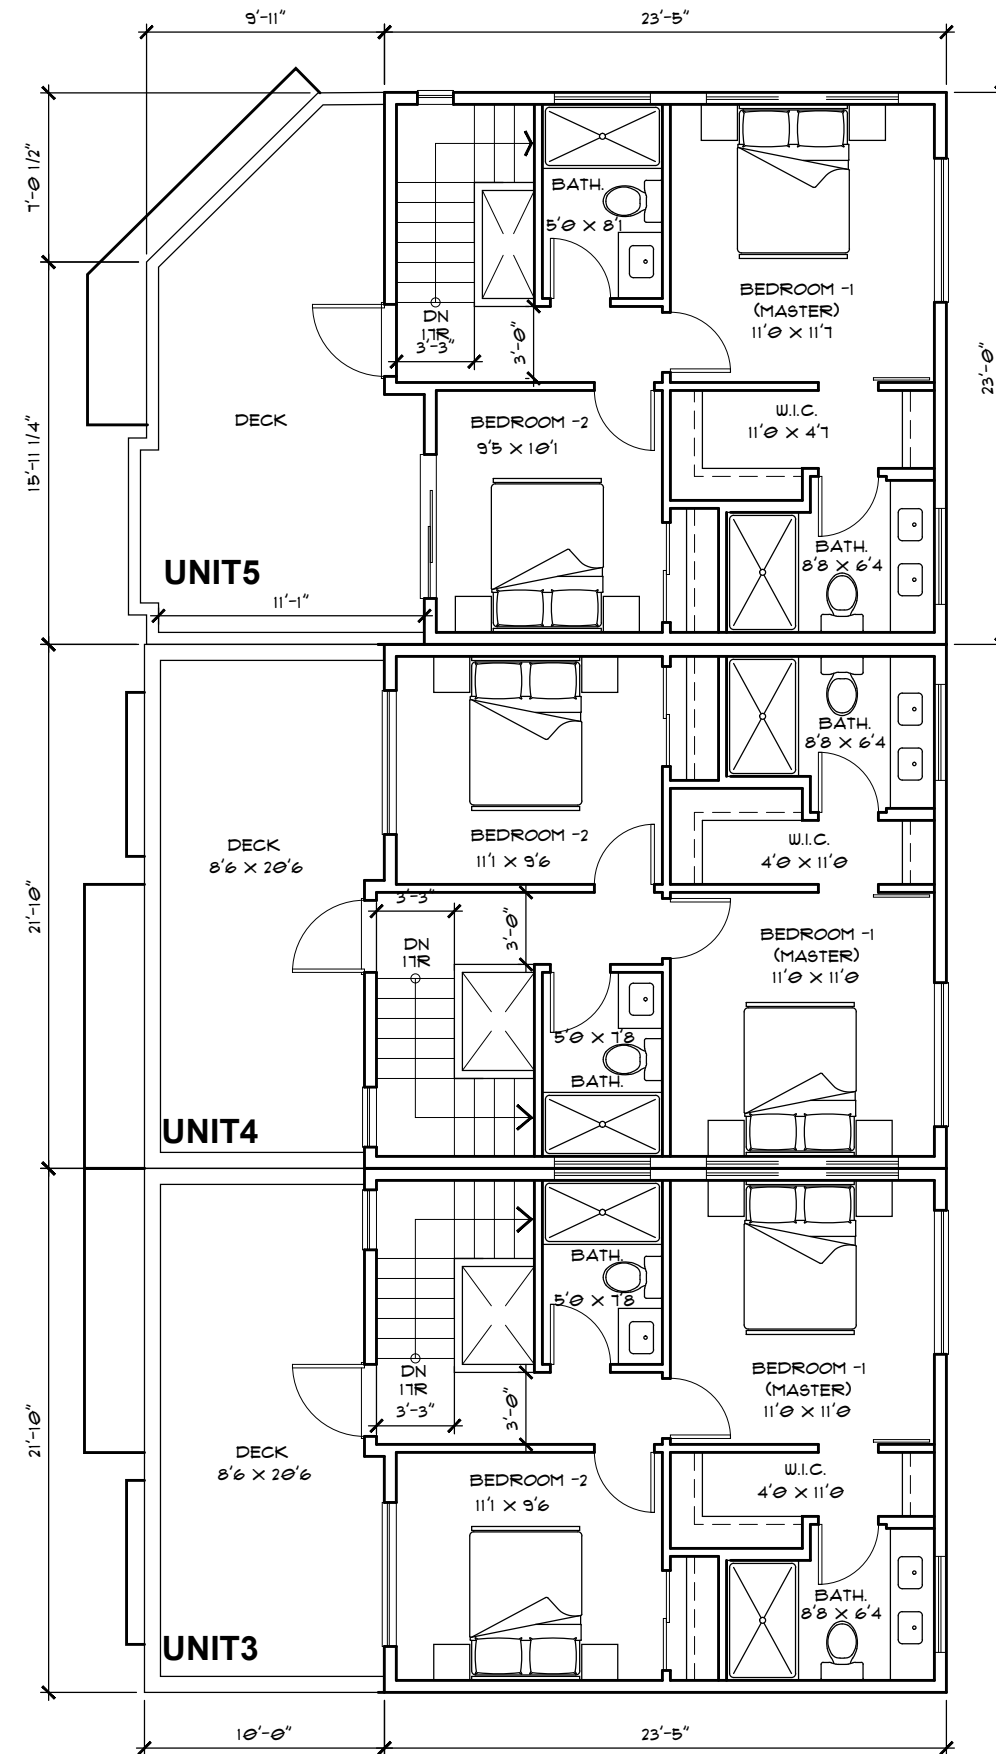 9'-11"
23'-5"
7'-0 1/2"
15'-11 1/4"
23'-0"
BATH.
5'0 X 8'1
DN
17R
3'-3"
3'-0"
BEDROOM -1
(MASTER)
11'0 X 11'7
DECK
BEDROOM -2
9'5 X 10'1
W.I.C.
11'0 X 4'7
BATH.
8'8 X 6'4
UNIT5
11'-1"
BATH.
8'8 X 6'4
BEDROOM -2
11'1 X 9'6
DECK
8'6 X 20'6
W.I.C.
4'0 X 11'0
21'-10"
3'-3"
3'-0"
DN
17R
BEDROOM -1
(MASTER)
11'0 X 11'0
5'0 X 7'8
BATH.
UNIT4
BATH.
5'0 X 7'8
DN
17R
3'-3"
3'-0"
BEDROOM -1
(MASTER)
11'0 X 11'0
21'-10"
DECK
8'6 X 20'6
BEDROOM -2
11'1 X 9'6
W.I.C.
4'0 X 11'0
BATH.
8'8 X 6'4
UNIT3
10'-0"
23'-5"